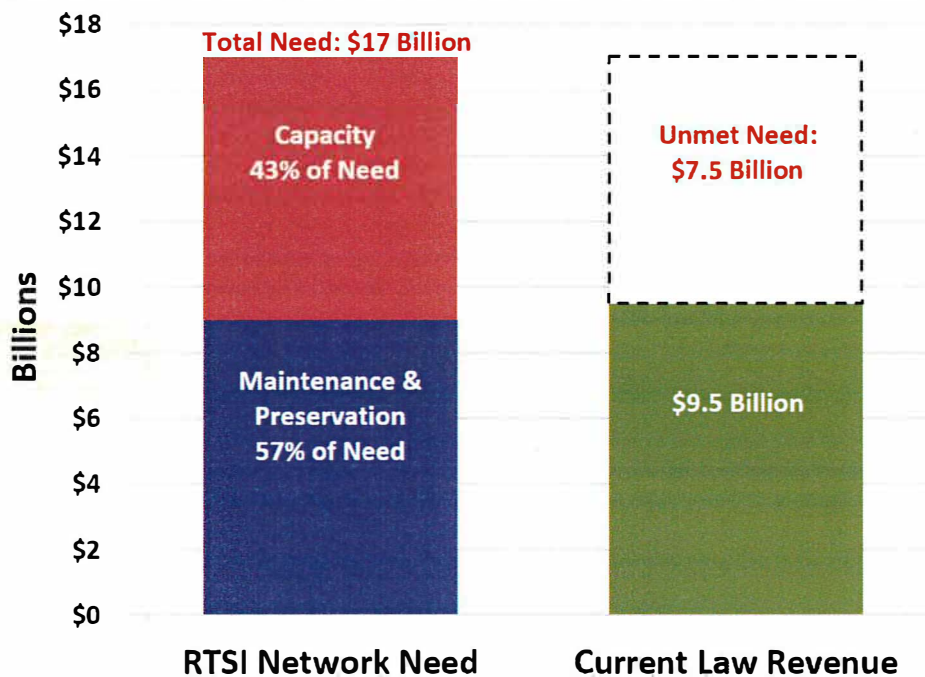 $18
$16
$14
$12
$10
$8
$6
$4
$2
$0
Billions
Total Need: $17 Billion
Capacity
43% of Need
Maintenance &
Preservation
57% of Need
Unmet Need:
$7.5 Billion
$9.5 Billion
RTSI Network Need
Current Law Revenue